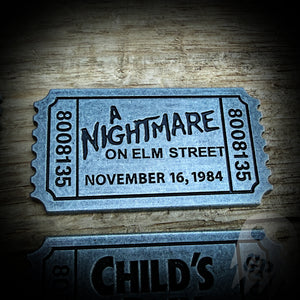 A
NIGHTMARE
ON ELM STREET
NOVEMBER 16, 1984
8008135
8008135
CHILD'S